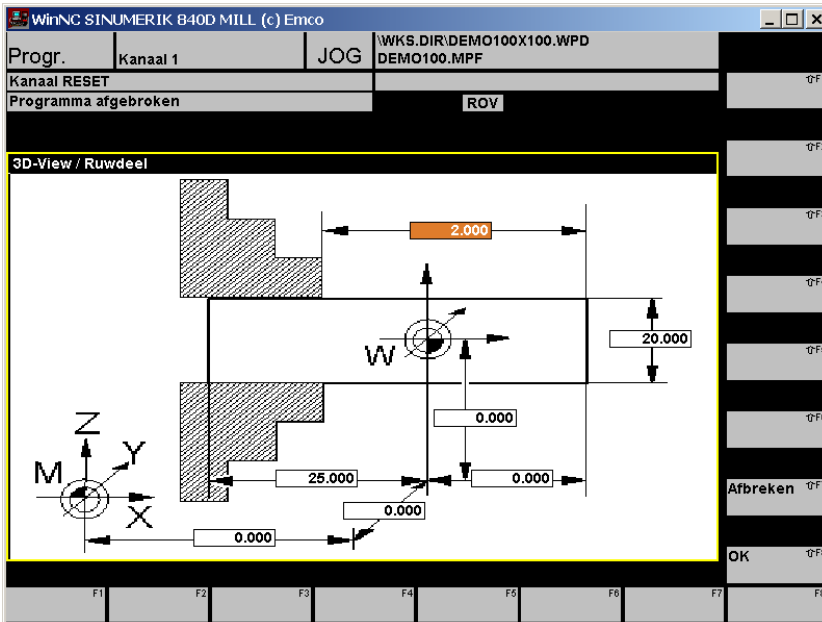 WinNC SINUMERIK 840D MILL (c) Emco
Progr.
Kanaal 1
JOG
\WKS.DIR\DEMO100X100.WPD
DEMO100.MPF
Kanaal RESET
Programma afgebroken
ROV
3D-View / Ruwdeel
2.000
20.000
W
0.000
Z
Y
M
X
25.000
0.000
0.000
0.000
Afbreken
OK
F1
F2
F3
F4
F5
F6
F7